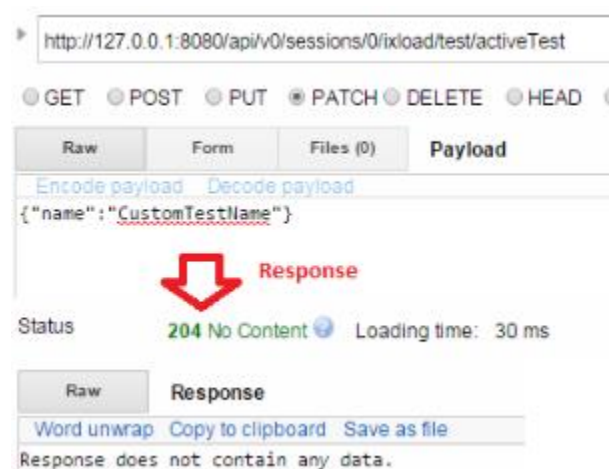 http://127.0.0.1:8080/api/v0/sessions/0/ixload/test/activeTest
GET POST PUT PATCH DELETE HEAD
Raw Form Files (0) Payload
Encode payload Decode payload
{"name":"CustomTestName"}
Response
Status 204 No Content Loading time: 30 ms
Raw Response
Word unwrap Copy to clipboard Save as file
Response does not contain any data.